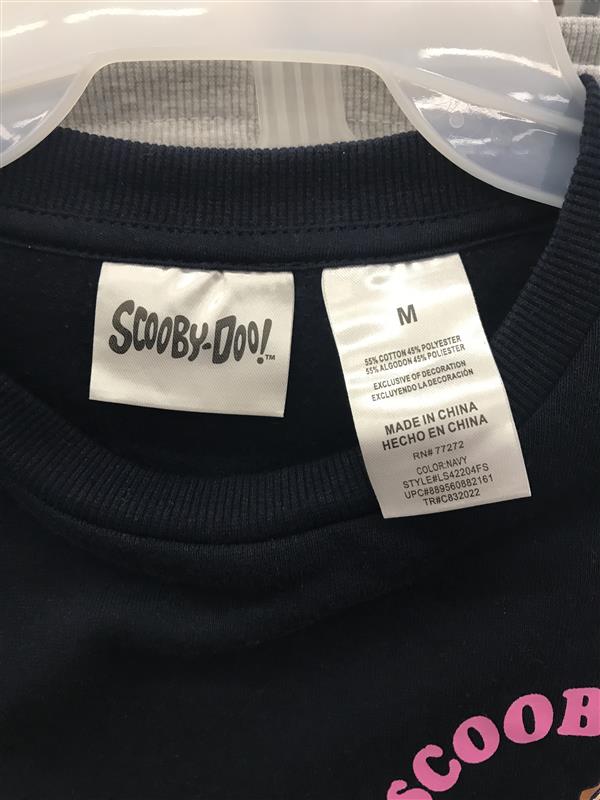 SCOOBY-DOO!™
M
55% COTTON 45% POLYESTER
55% ALGODON 45% POLIESTER
EXCLUSIVE OF DECORATION
EXCLUYENDO LA DECORACIÓN
MADE IN CHINA
HECHO EN CHINA
RN# 77272
COLOR:NAVY
STYLE#LS42204FS
UPC#889560882161
TR#C832022
SCOOB